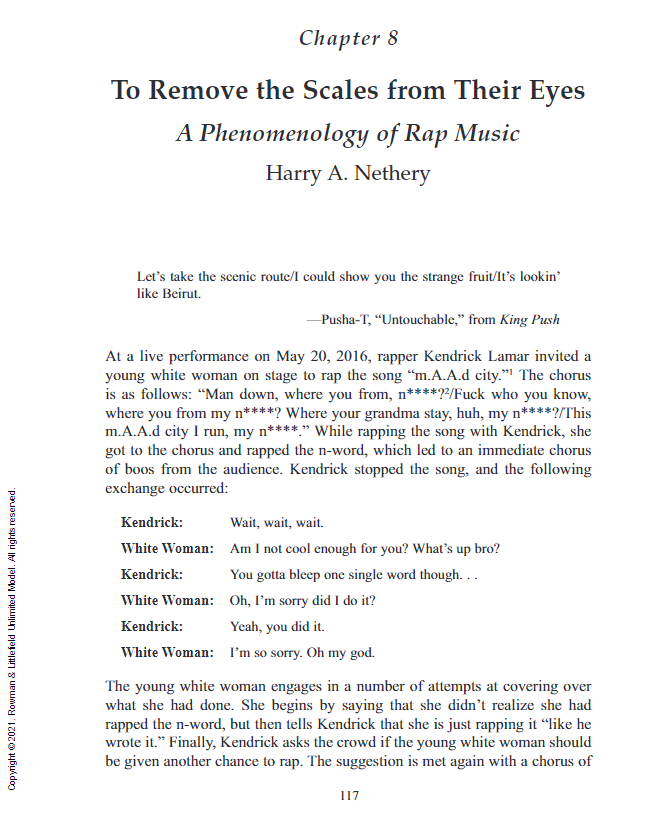 Chapter 8
To Remove the Scales from Their Eyes
A Phenomenology of Rap Music
Harry A. Nethery
Let’s take the scenic route/I could show you the strange fruit/It’s lookin’
like Beirut.
—Pusha-T, “Untouchable,” from King Push
At a live performance on May 20, 2016, rapper Kendrick Lamar invited a
young white woman on stage to rap the song “m.A.A.d city.”1 The chorus
is as follows: “Man down, where you from, n****?2/Fuck who you know,
where you from my n****? Where your grandma stay, huh, my n****?/This
m.A.A.d city I run, my n****.” While rapping the song with Kendrick, she
got to the chorus and rapped the n-word, which led to an immediate chorus
of boos from the audience. Kendrick stopped the song, and the following
exchange occurred:
Kendrick: Wait, wait, wait.
White Woman: Am I not cool enough for you? What’s up bro?
Kendrick: You gotta bleep one single word though. . .
White Woman: Oh, I’m sorry did I do it?
Kendrick: Yeah, you did it.
White Woman: I’m so sorry. Oh my god.
The young white woman engages in a number of attempts at covering over
what she had done. She begins by saying that she didn’t realize she had
rapped the n-word, but then tells Kendrick that she is just rapping it “like he
wrote it.” Finally, Kendrick asks the crowd if the young white woman should
be given another chance to rap. The suggestion is met again with a chorus of
117
Copyright © 2021. Rowman & Littlefield Unlimited Model. All rights reserved.